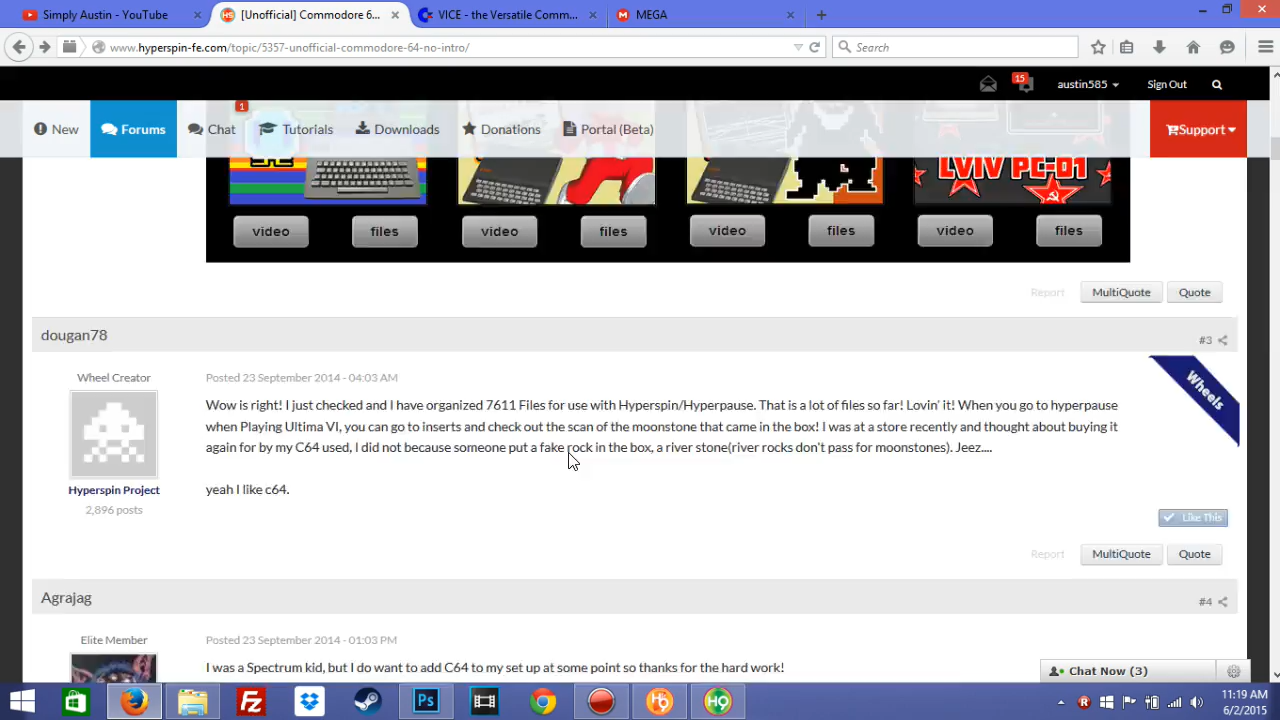 Simply Austin - YouTube
[Unofficial] Commodore 6...
VICE - the Versatile Comm...
MEGA
www.hyperspin-fe.com/topic/5357-unofficial-commodore-64-no-intro/
Search
15
austin585
Sign Out
1
New
Forums
Chat
Tutorials
Downloads
Donations
Portal (Beta)
Support
LVIV PC-01
video
files
video
files
video
files
video
files
Report
MultiQuote
Quote
dougan78
#3
Wheel Creator
Posted 23 September 2014 - 04:03 AM
Wheels
Wow is right! I just checked and I have organized 7611 Files for use with Hyperspin/Hyperpause. That is a lot of files so far! Lovin' it! When you go to hyperpause
when Playing Ultima VI, you can go to inserts and check out the scan of the moonstone that came in the box! I was at a store recently and thought about buying it
again for by my C64 used, I did not because someone put a fake rock in the box, a river stone(river rocks don't pass for moonstones). Jeez....
yeah I like c64.
Hyperspin Project
2,896 posts
Like This
Report
MultiQuote
Quote
Agrajag
#4
Elite Member
Posted 23 September 2014 - 01:03 PM
I was a Spectrum kid, but I do want to add C64 to my set up at some point so thanks for the hard work!
Chat Now (3)
Ps
11:19 AM
6/2/2015